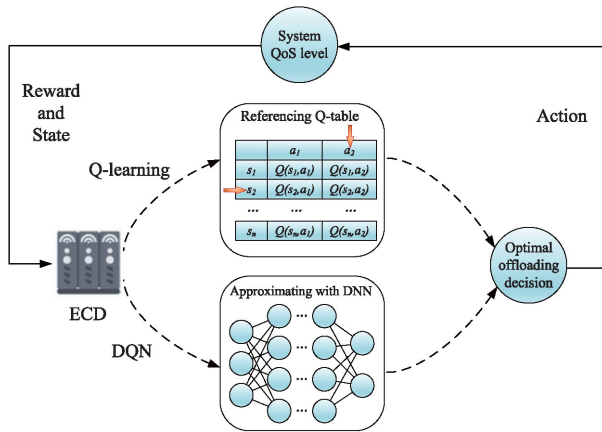 System
QoS level
Reward
and
State
Action
Referencing Q-table
a1 a2
s1 Q(s1,a1) Q(s1,a2)
s2 Q(s2,a1) Q(s2,a2)
... ... ...
sn Q(sn,a1) Q(sn,a2)
Q-learning
ECD
Optimal
offloading
decision
DQN
Approximating with DNN
... ...
... ...
... ...
... ...